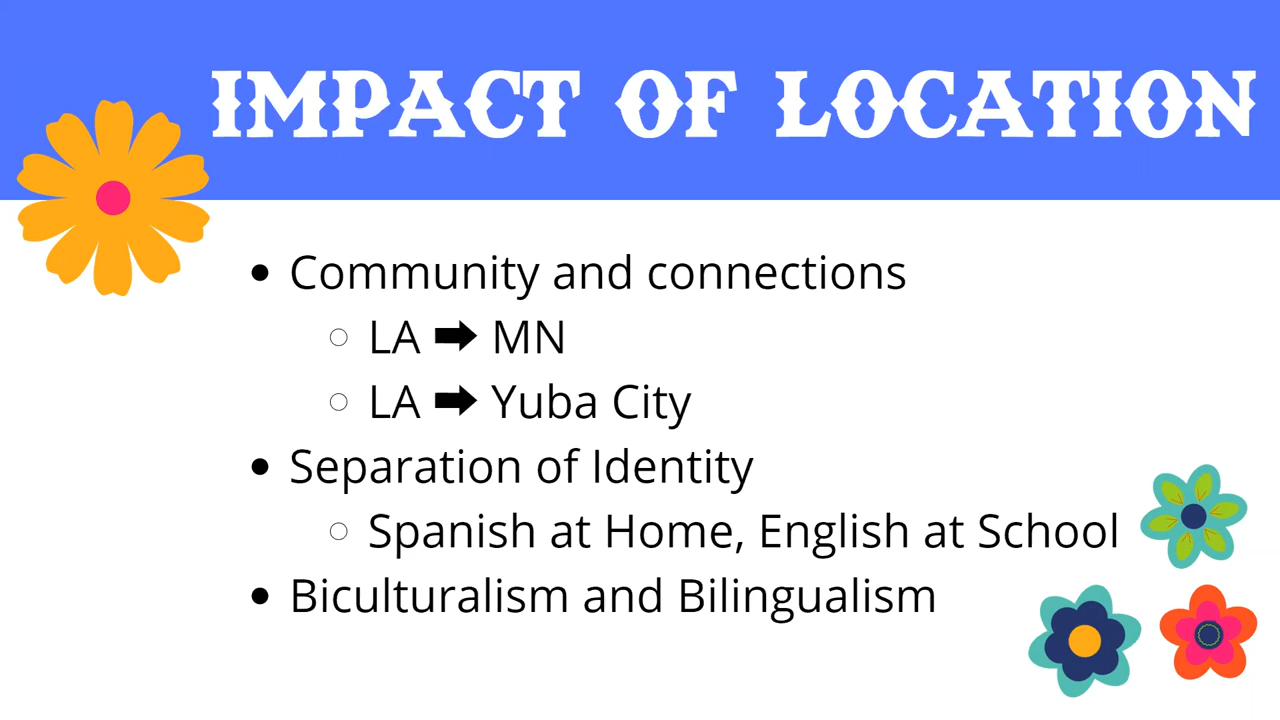 IMPACT OF LOCATION
• Community and connections
○ LA ➡ MN
○ LA ➡ Yuba City
• Separation of Identity
○ Spanish at Home, English at School
• Biculturalism and Bilingualism